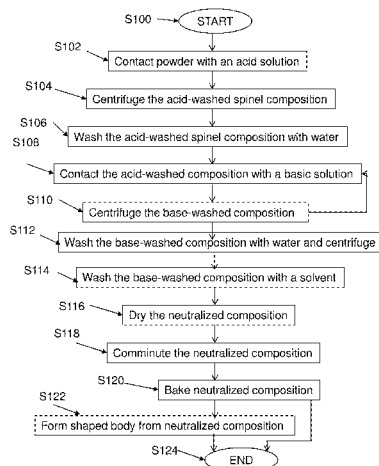 S100
START
S102
Contact powder with an acid solution
S104
Centrifuge the acid-washed spinel composition
S106
Wash the acid-washed spinel composition with water
S108
Contact the acid-washed composition with a basic solution
S110
Centrifuge the base-washed composition
S112
Wash the base-washed composition with water and centrifuge
S114
Wash the base-washed composition with a solvent
S116
Dry the neutralized composition
S118
Comminute the neutralized composition
S120
Bake neutralized composition
S122
Form shaped body from neutralized composition
S124
END